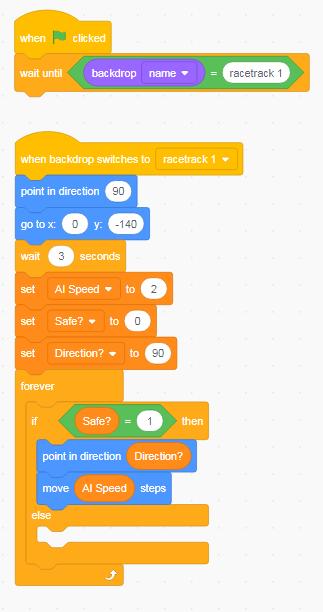 when clicked
wait until backdrop name = racetrack 1
when backdrop switches to racetrack 1
point in direction 90
go to x: 0 y: -140
wait 3 seconds
set AI Speed to 2
set Safe? to 0
set Direction? to 90
forever
if Safe? = 1 then
point in direction Direction?
move AI Speed steps
else